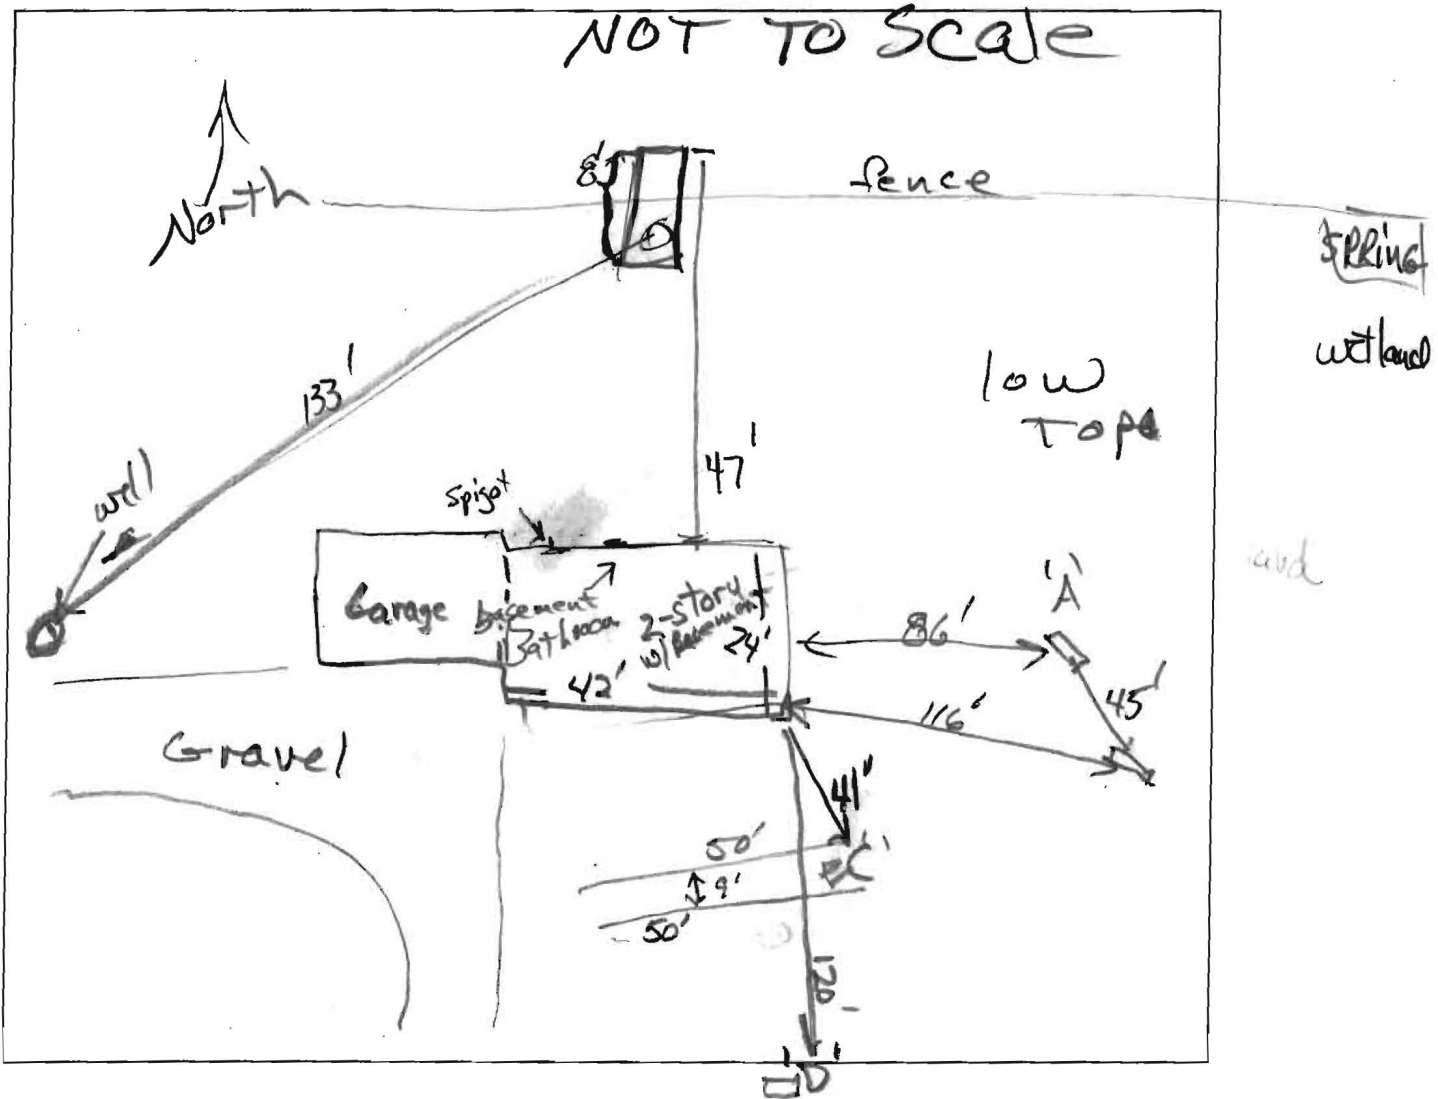 NOT TO Scale
North
8'
fence
SPRING
wetland
133'
low
TOPO
47'
well
spigot
Garage
basement
Bathroom
2-story
w/ basement
24'
42'
'A'
86'
45'
116'
Gravel
41'
50'
9'
'C'
50'
120'
'D'